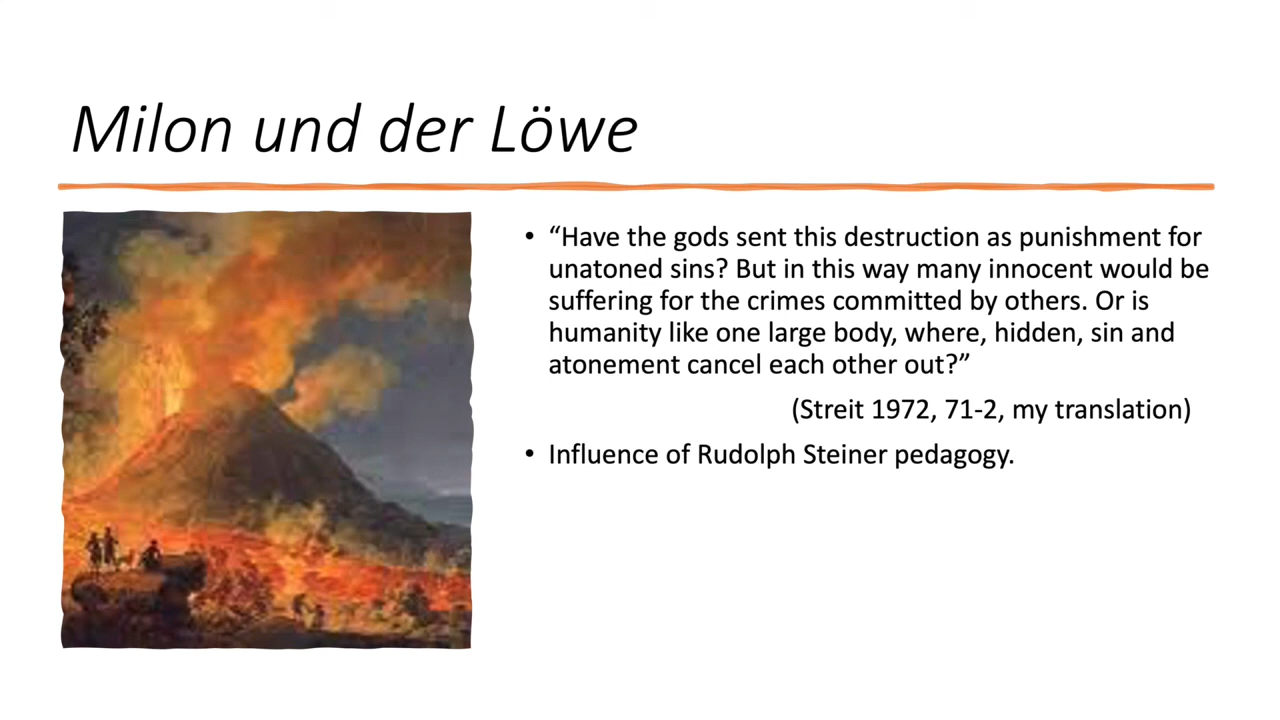 Milon und der Löwe
• “Have the gods sent this destruction as punishment for
unatoned sins? But in this way many innocent would be
suffering for the crimes committed by others. Or is
humanity like one large body, where, hidden, sin and
atonement cancel each other out?”
(Streit 1972, 71-2, my translation)
• Influence of Rudolph Steiner pedagogy.